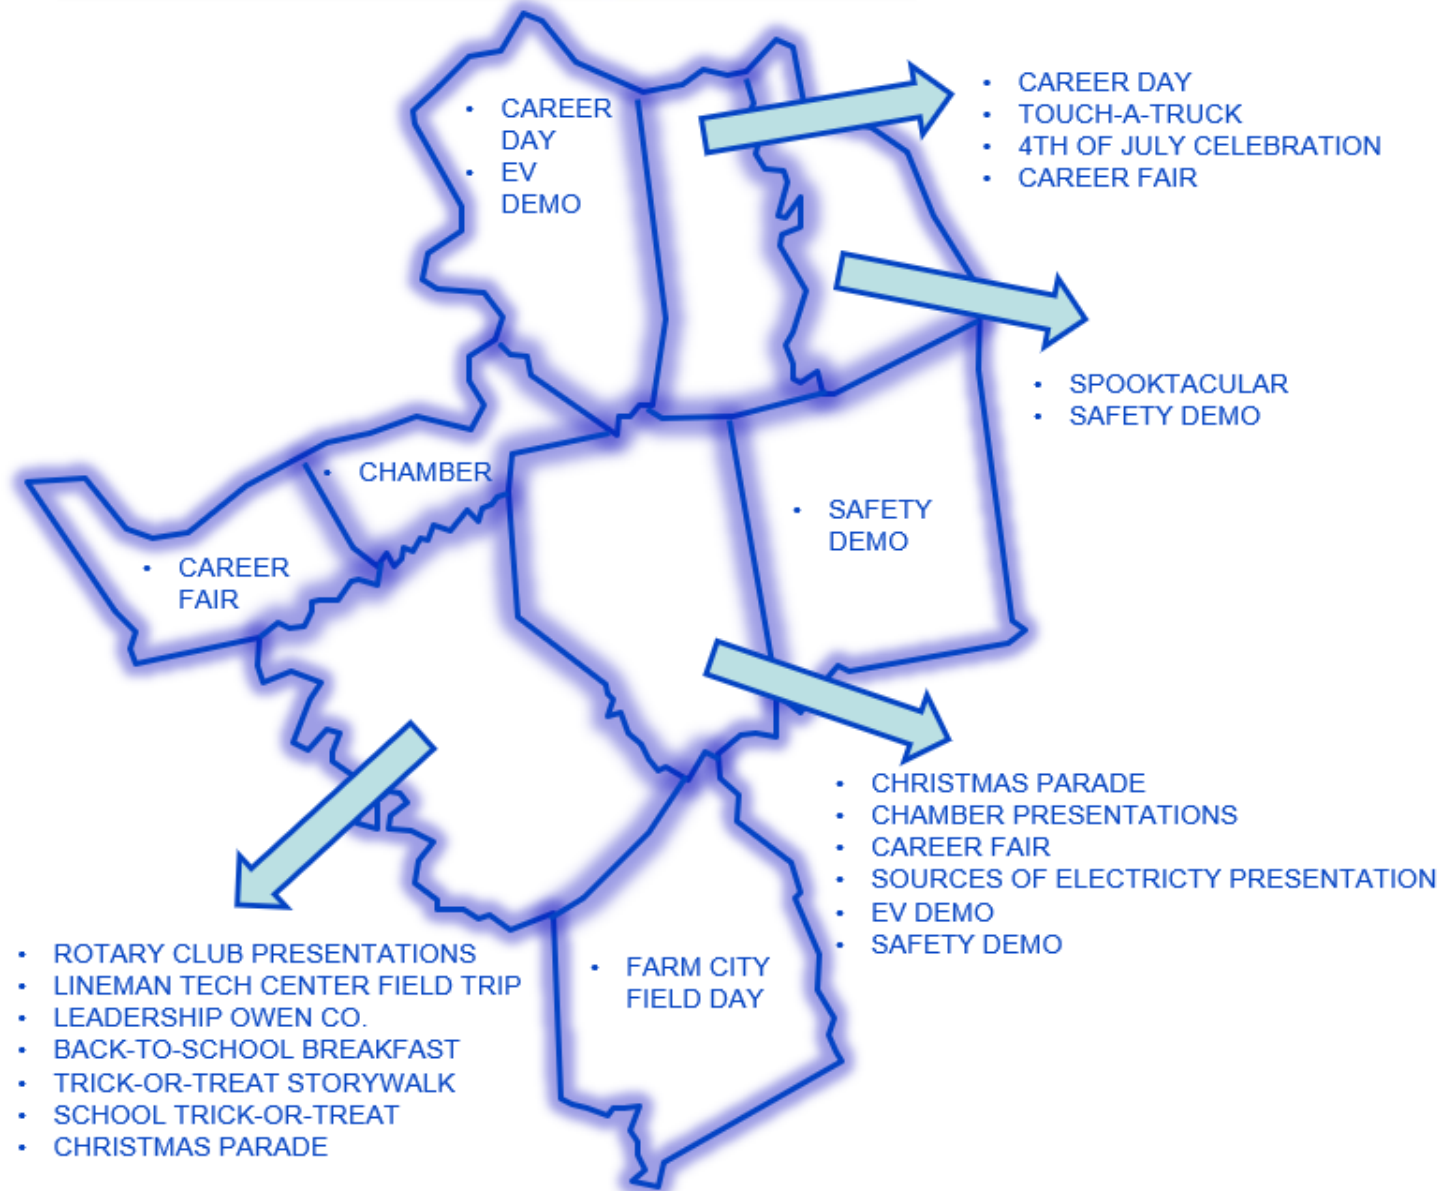 • CAREER
DAY
• EV
DEMO
• CAREER DAY
• TOUCH-A-TRUCK
• 4TH OF JULY CELEBRATION
• CAREER FAIR
• SPOOKTACULAR
• SAFETY DEMO
• CHAMBER
• SAFETY
DEMO
• CAREER
FAIR
• CHRISTMAS PARADE
• CHAMBER PRESENTATIONS
• CAREER FAIR
• SOURCES OF ELECTRICTY PRESENTATION
• EV DEMO
• SAFETY DEMO
• ROTARY CLUB PRESENTATIONS
• LINEMAN TECH CENTER FIELD TRIP
• LEADERSHIP OWEN CO.
• BACK-TO-SCHOOL BREAKFAST
• TRICK-OR-TREAT STORYWALK
• SCHOOL TRICK-OR-TREAT
• CHRISTMAS PARADE
• FARM CITY
FIELD DAY